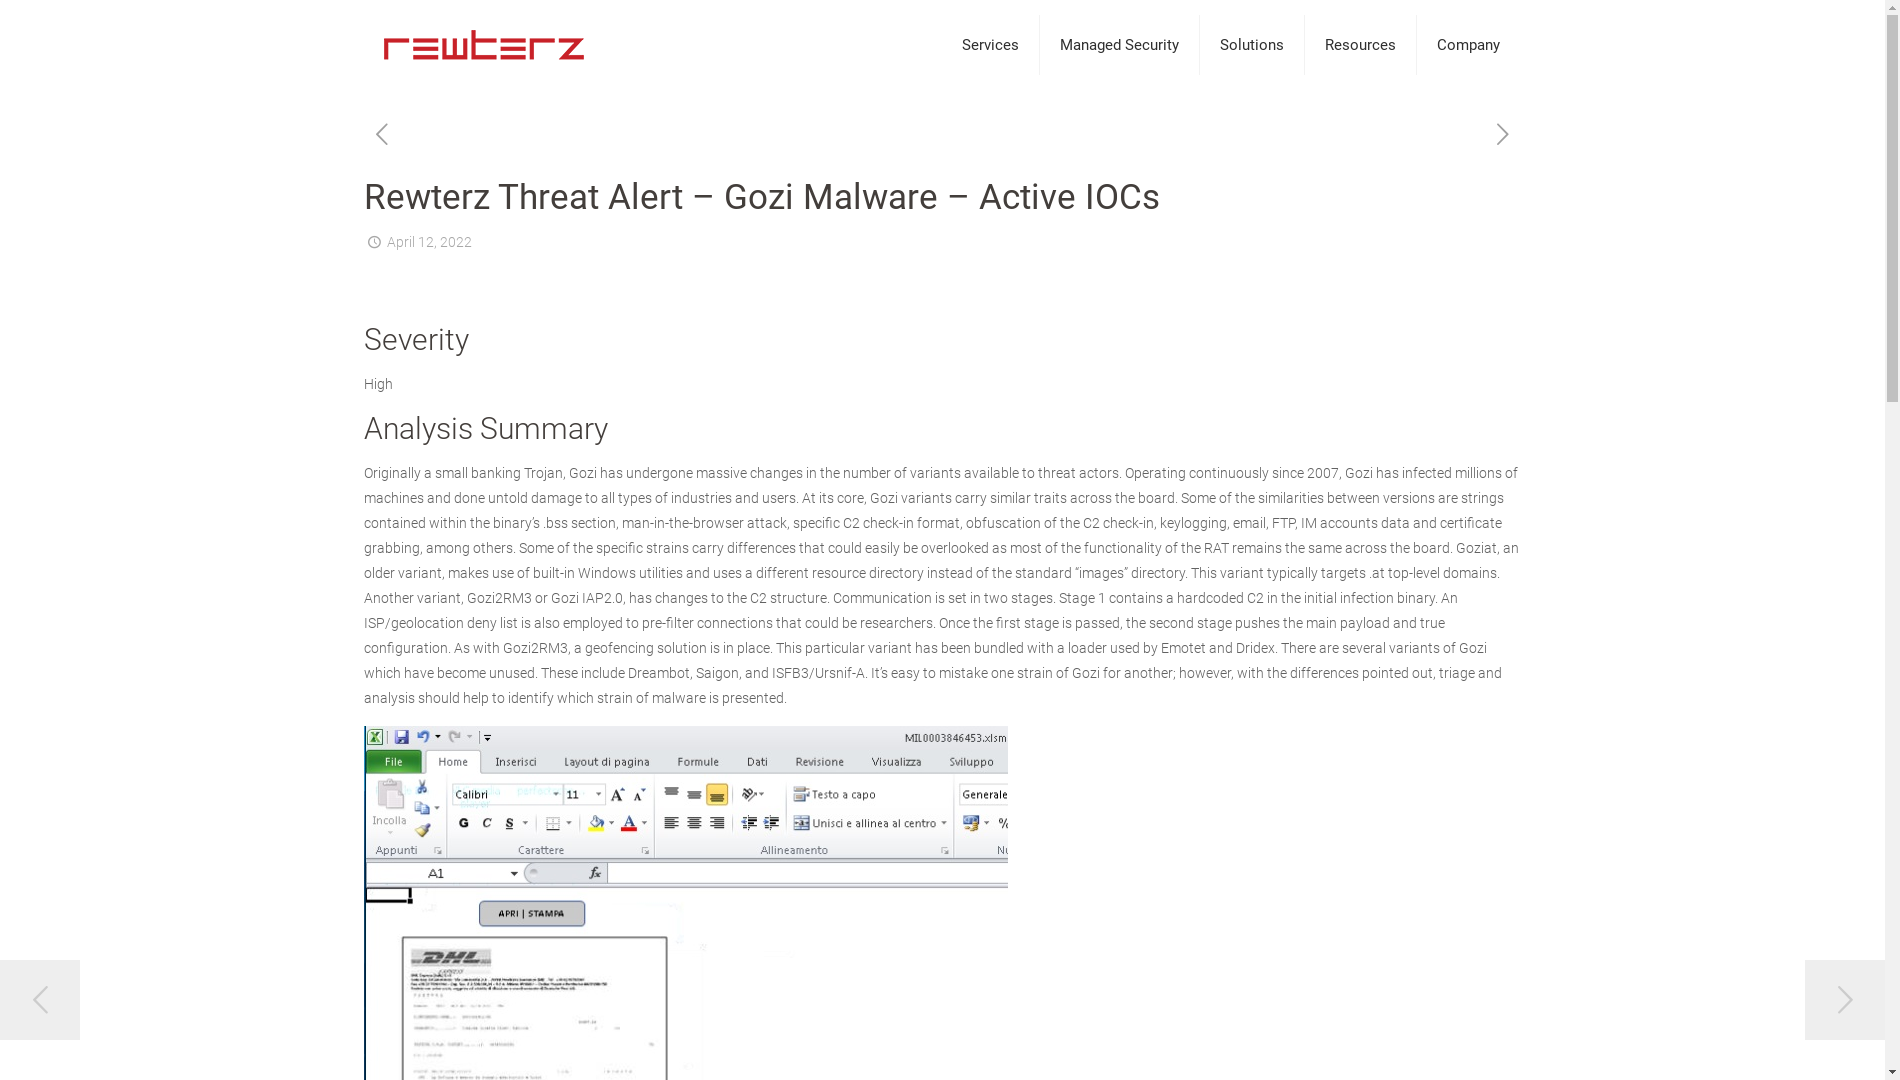 rewterz
Services
Managed Security
Solutions
Resources
Company
Rewterz Threat Alert – Gozi Malware – Active IOCs
April 12, 2022
Severity
High
Analysis Summary
Originally a small banking Trojan, Gozi has undergone massive changes in the number of variants available to threat actors. Operating continuously since 2007, Gozi has infected millions of
machines and done untold damage to all types of industries and users. At its core, Gozi variants carry similar traits across the board. Some of the similarities between versions are strings
contained within the binary’s .bss section, man-in-the-browser attack, specific C2 check-in format, obfuscation of the C2 check-in, keylogging, email, FTP, IM accounts data and certificate
grabbing, among others. Some of the specific strains carry differences that could easily be overlooked as most of the functionality of the RAT remains the same across the board. Goziat, an
older variant, makes use of built-in Windows utilities and uses a different resource directory instead of the standard “images” directory. This variant typically targets .at top-level domains.
Another variant, Gozi2RM3 or Gozi IAP2.0, has changes to the C2 structure. Communication is set in two stages. Stage 1 contains a hardcoded C2 in the initial infection binary. An
ISP/geolocation deny list is also employed to pre-filter connections that could be researchers. Once the first stage is passed, the second stage pushes the main payload and true
configuration. As with Gozi2RM3, a geofencing solution is in place. This particular variant has been bundled with a loader used by Emotet and Dridex. There are several variants of Gozi
which have become unused. These include Dreambot, Saigon, and ISFB3/Ursnif-A. It’s easy to mistake one strain of Gozi for another; however, with the differences pointed out, triage and
analysis should help to identify which strain of malware is presented.
MIL0003846453.xlsm
File Home Inserisci Layout di pagina Formule Dati Revisione Visualizza Sviluppo
Calibri 11 Testo a capo Generale
Incolla G C S A Unisci e allinea al centro %
Appunti Carattere Allineamento Nu
A1 fx
APRI | STAMPA
DHL
EXPRESS